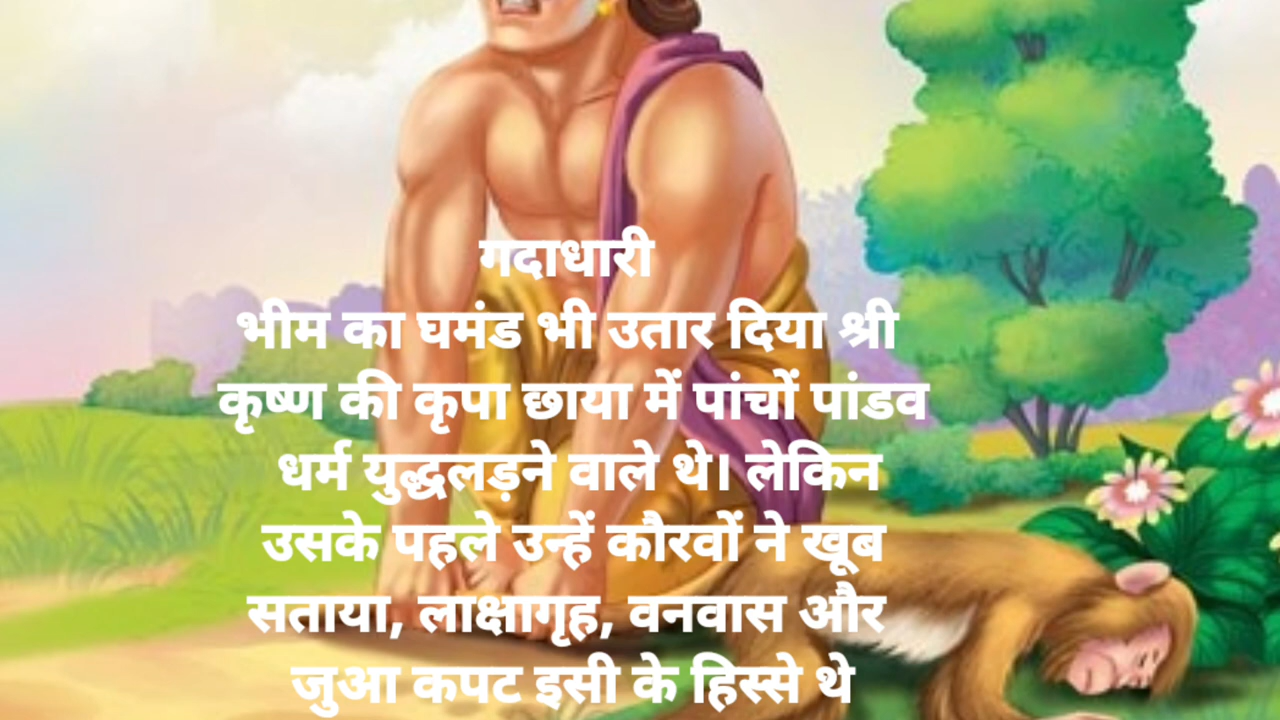 गदाधारी
भीम का घमंड भी उतार दिया श्री
कृष्ण की कृपा छाया में पांचों पांडव
धर्म युद्धलड़ने वाले थे। लेकिन
उसके पहले उन्हें कौरवों ने खूब
सताया, लाक्षागृह, वनवास और
जुआ कपट इसी के हिस्से थे